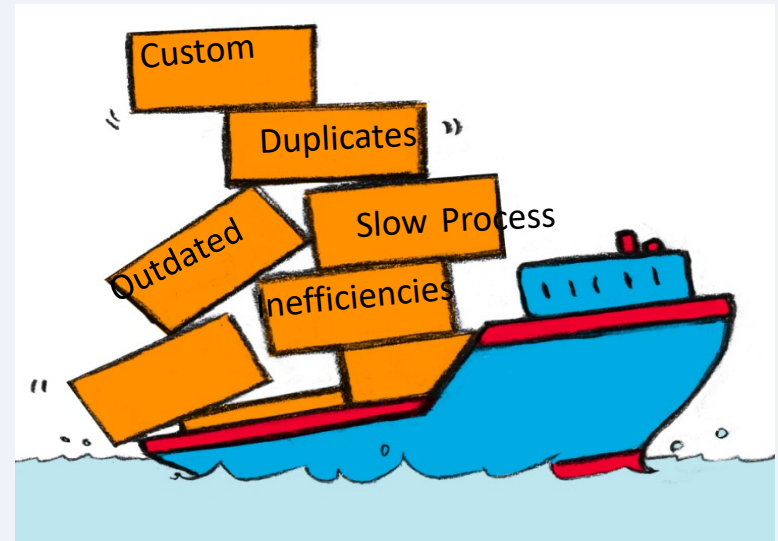 Custom
Duplicates
Slow Process
Outdated
Inefficiencies